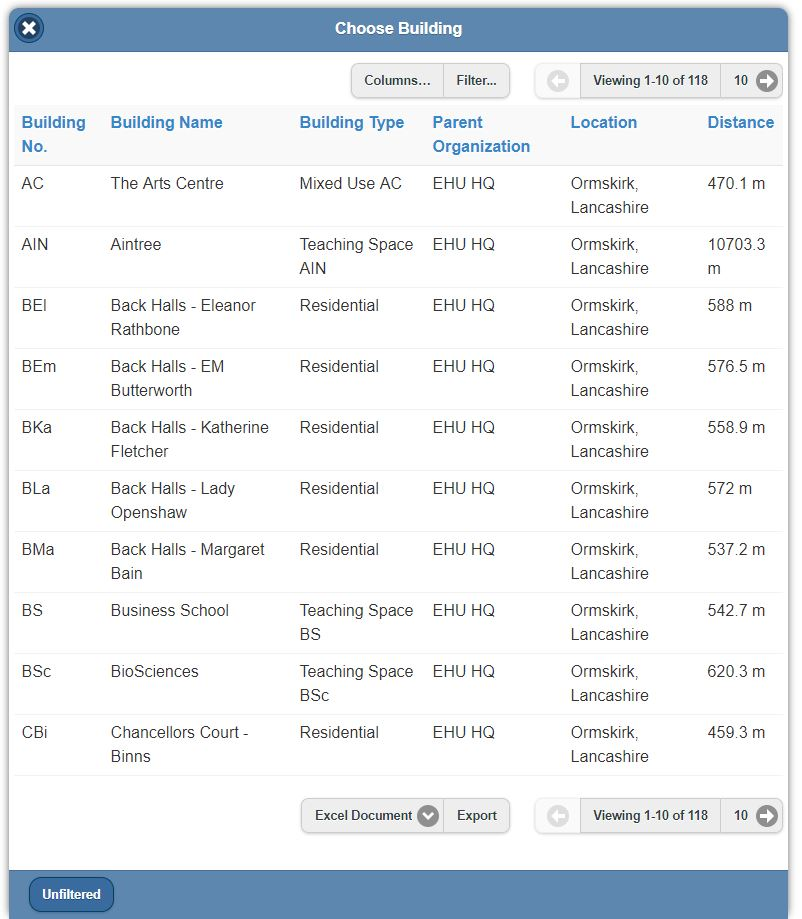 Choose Building
Columns... Filter... Viewing 1-10 of 118 10
Building No. Building Name Building Type Parent Organization Location Distance
AC The Arts Centre Mixed Use AC EHU HQ Ormskirk, Lancashire 470.1 m
AIN Aintree Teaching Space AIN EHU HQ Ormskirk, Lancashire 10703.3 m
BEl Back Halls - Eleanor Rathbone Residential EHU HQ Ormskirk, Lancashire 588 m
BEm Back Halls - EM Butterworth Residential EHU HQ Ormskirk, Lancashire 576.5 m
BKa Back Halls - Katherine Fletcher Residential EHU HQ Ormskirk, Lancashire 558.9 m
BLa Back Halls - Lady Openshaw Residential EHU HQ Ormskirk, Lancashire 572 m
BMa Back Halls - Margaret Bain Residential EHU HQ Ormskirk, Lancashire 537.2 m
BS Business School Teaching Space BS EHU HQ Ormskirk, Lancashire 542.7 m
BSc BioSciences Teaching Space BSc EHU HQ Ormskirk, Lancashire 620.3 m
CBi Chancellors Court - Binns Residential EHU HQ Ormskirk, Lancashire 459.3 m
Excel Document Export Viewing 1-10 of 118 10
Unfiltered